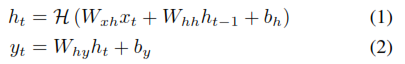 h_t = \mathcal{H}(W_{xh}x_t + W_{hh}h_{t-1} + b_h) (1)
y_t = W_{hy}h_t + b_y (2)